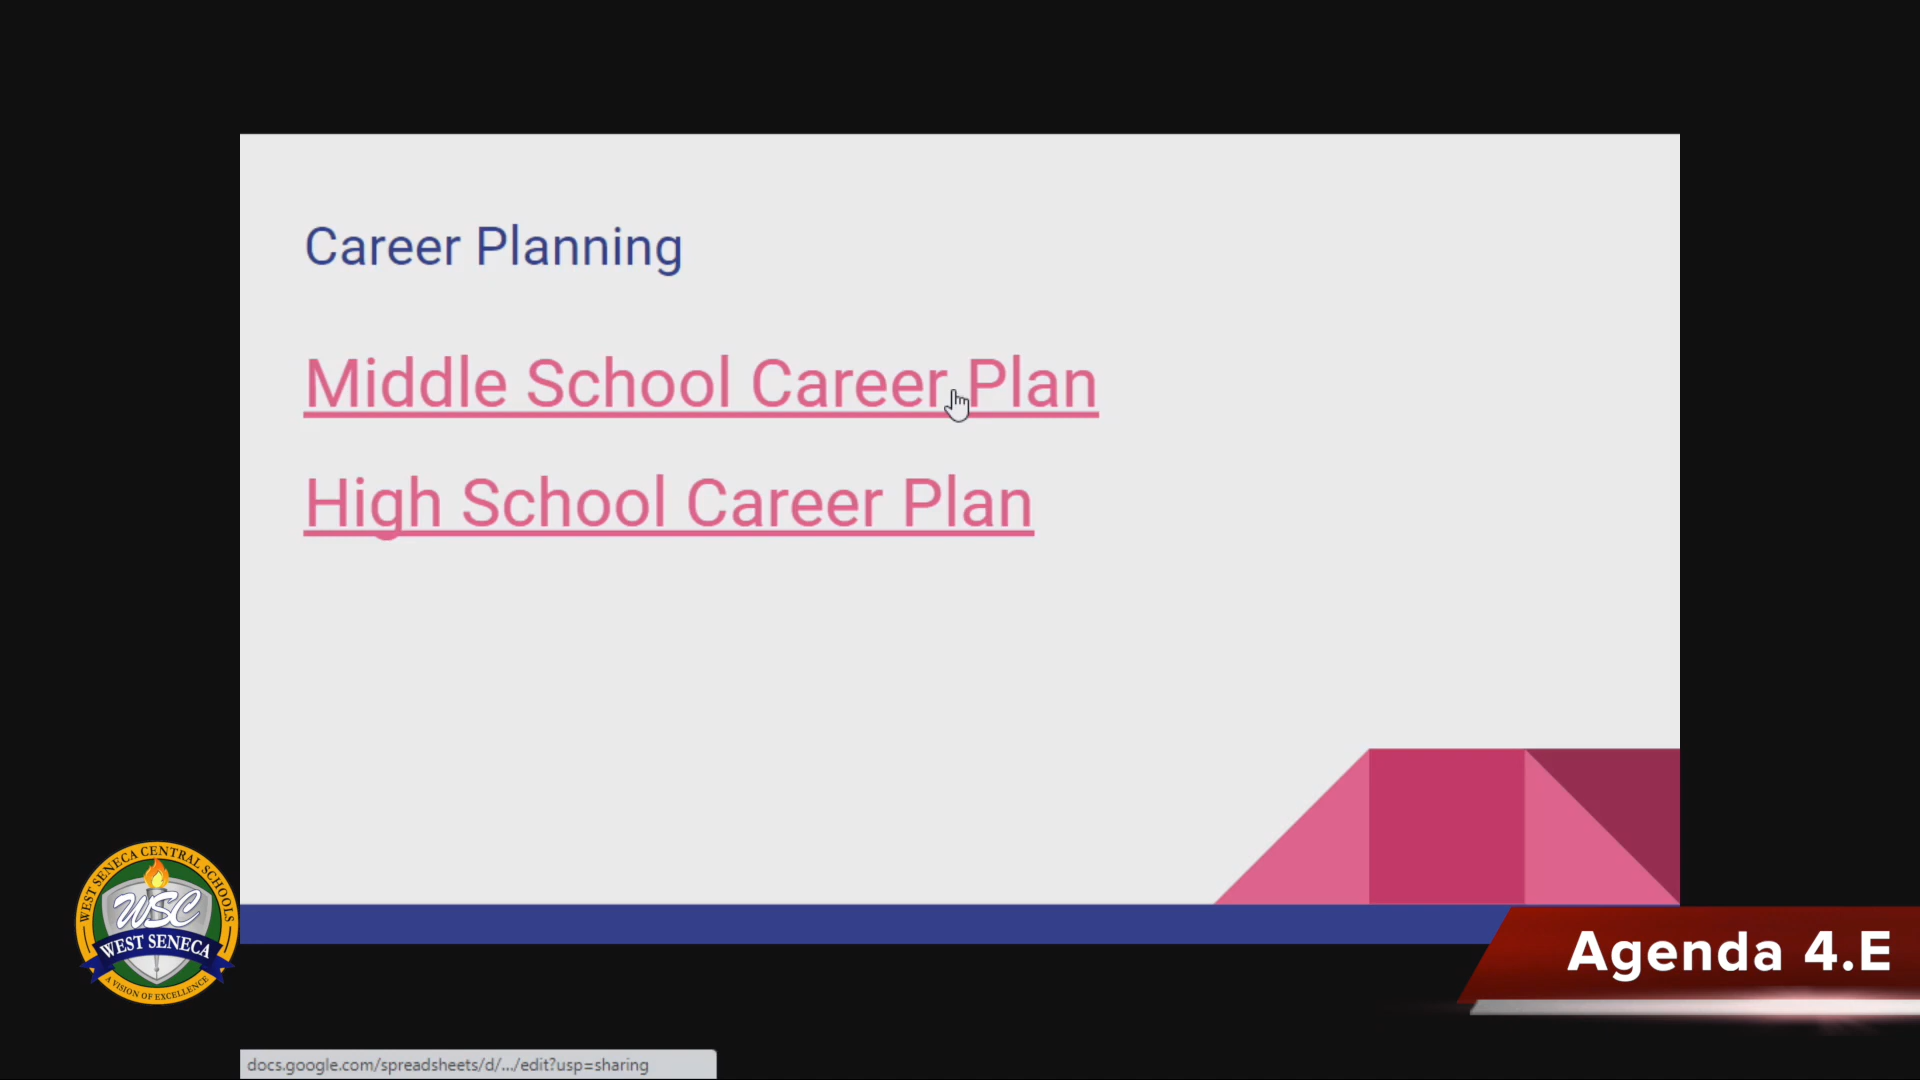 Career Planning
Middle School Career Plan
High School Career Plan
WEST SENECA CENTRAL SCHOOLS
WSC
WEST SENECA
A VISION OF EXCELLENCE
Agenda 4.E
docs.google.com/spreadsheets/d/.../edit?usp=sharing